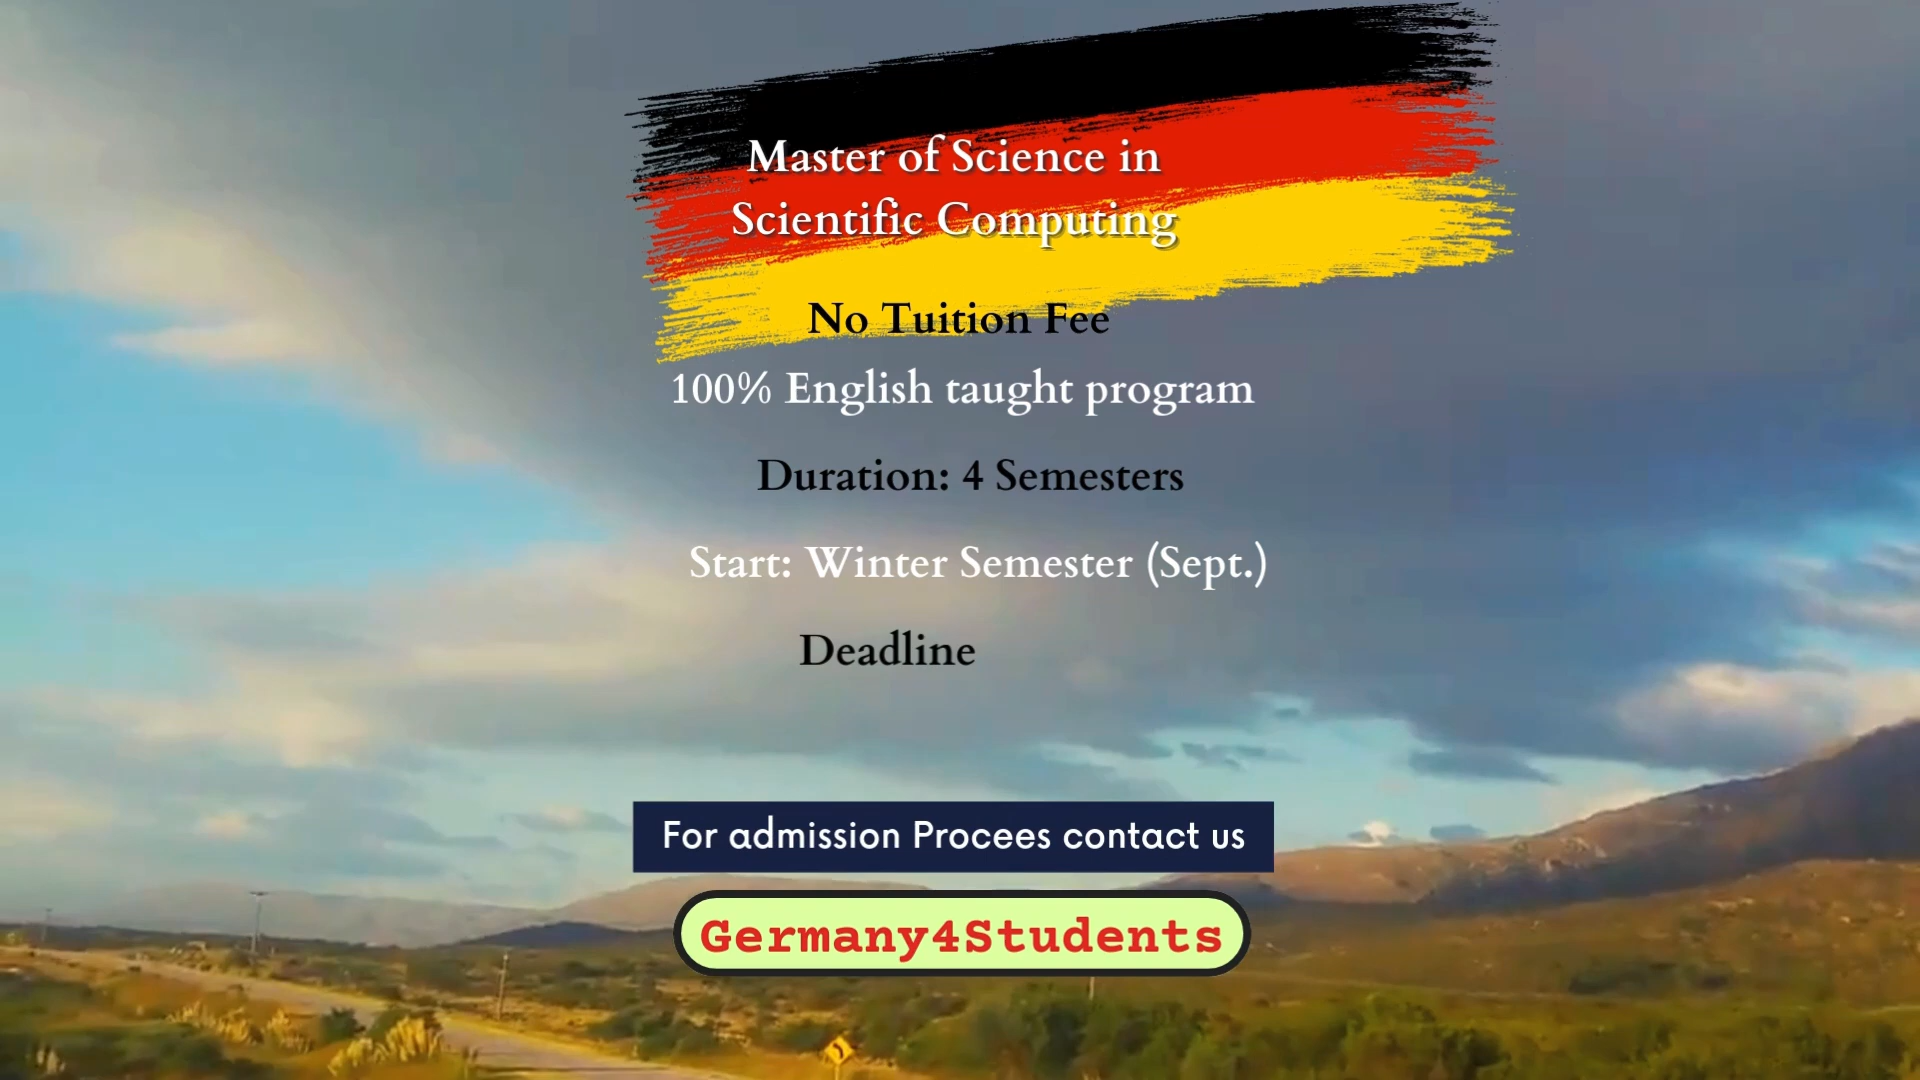 Master of Science in
Scientific Computing
No Tuition Fee
100% English taught program
Duration: 4 Semesters
Start: Winter Semester (Sept.)
Deadline
For admission Procees contact us
Germany4Students